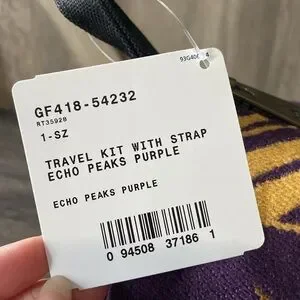 GF418-54232
RT35928
1-SZ
TRAVEL KIT WITH STRAP
ECHO PEAKS PURPLE
ECHO PEAKS PURPLE
0 94508 37186 1